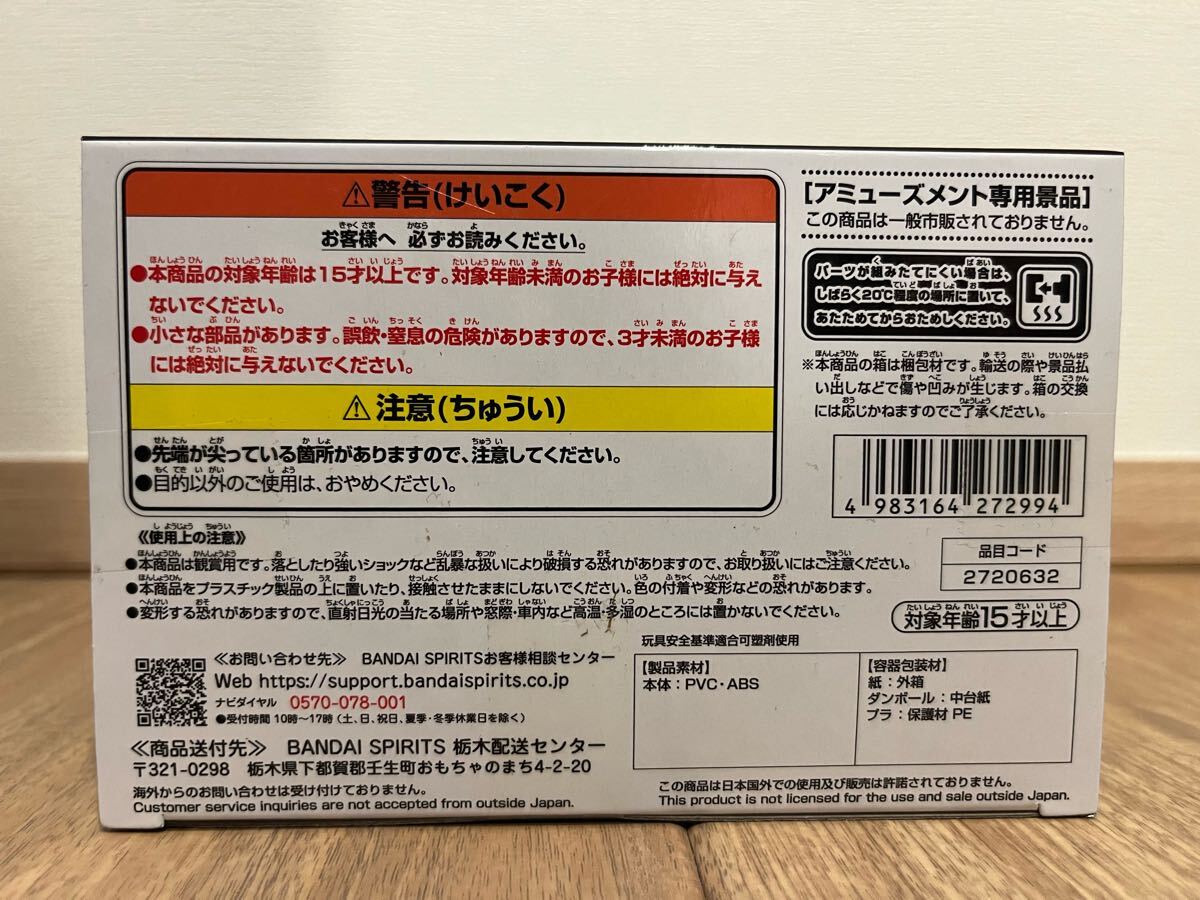 警告(けいこく)
お客様へ 必ずお読みください。
●本商品の対象年齢は15才以上です。対象年齢未満のお子様には絶対に与え
ないでください。
●小さな部品があります。誤飲・窒息の危険がありますので、3才未満のお子様
には絶対に与えないでください。
注意(ちゅうい)
●先端が尖っている箇所がありますので、注意してください。
●目的以外のご使用は、おやめください。
[アミューズメント専用景品]
この商品は一般市販されておりません。
パーツが組みたてにくい場合は、
しばらく20℃程度の場所に置いて、
あたためてからおためしください。
※本商品の箱は梱包材です。輸送の際や景品払
い出しなどで傷や凹みが生じます。箱の交換
には応じかねますのでご了承ください。
4 983164 272994
品目コード
2720632
対象年齢15才以上
《使用上の注意》
●本商品は観賞用です。落としたり強いショックなど乱暴な扱いにより破損する恐れがありますので、お取り扱いにはご注意ください。
●本商品をプラスチック製品の上に置いたり、接触させたままにしないでください。色の付着や変形などの恐れがあります。
●変形する恐れがありますので、直射日光の当たる場所や窓際・車内など高温・多湿のところには置かないでください。
≪お問い合わせ先≫ BANDAI SPIRITSお客様相談センター
Web https://support.bandaispirits.co.jp
ナビダイヤル 0570-078-001
●受付時間 10時〜17時(土、日、祝日、夏季・冬季休業日を除く)
≪商品送付先≫ BANDAI SPIRITS 栃木配送センター
〒321-0298 栃木県下都賀郡壬生町おもちゃのまち4-2-20
海外からのお問い合わせは受け付けておりません。
Customer service inquiries are not accepted from outside Japan.
玩具安全基準適合可塑剤使用
【製品素材】
本体：PVC・ABS
【容器包装材】
紙：外箱
ダンボール：中台紙
プラ：保護材 PE
この商品は日本国外での使用及び販売は許諾されておりません。
This product is not licensed for the use and sale outside Japan.